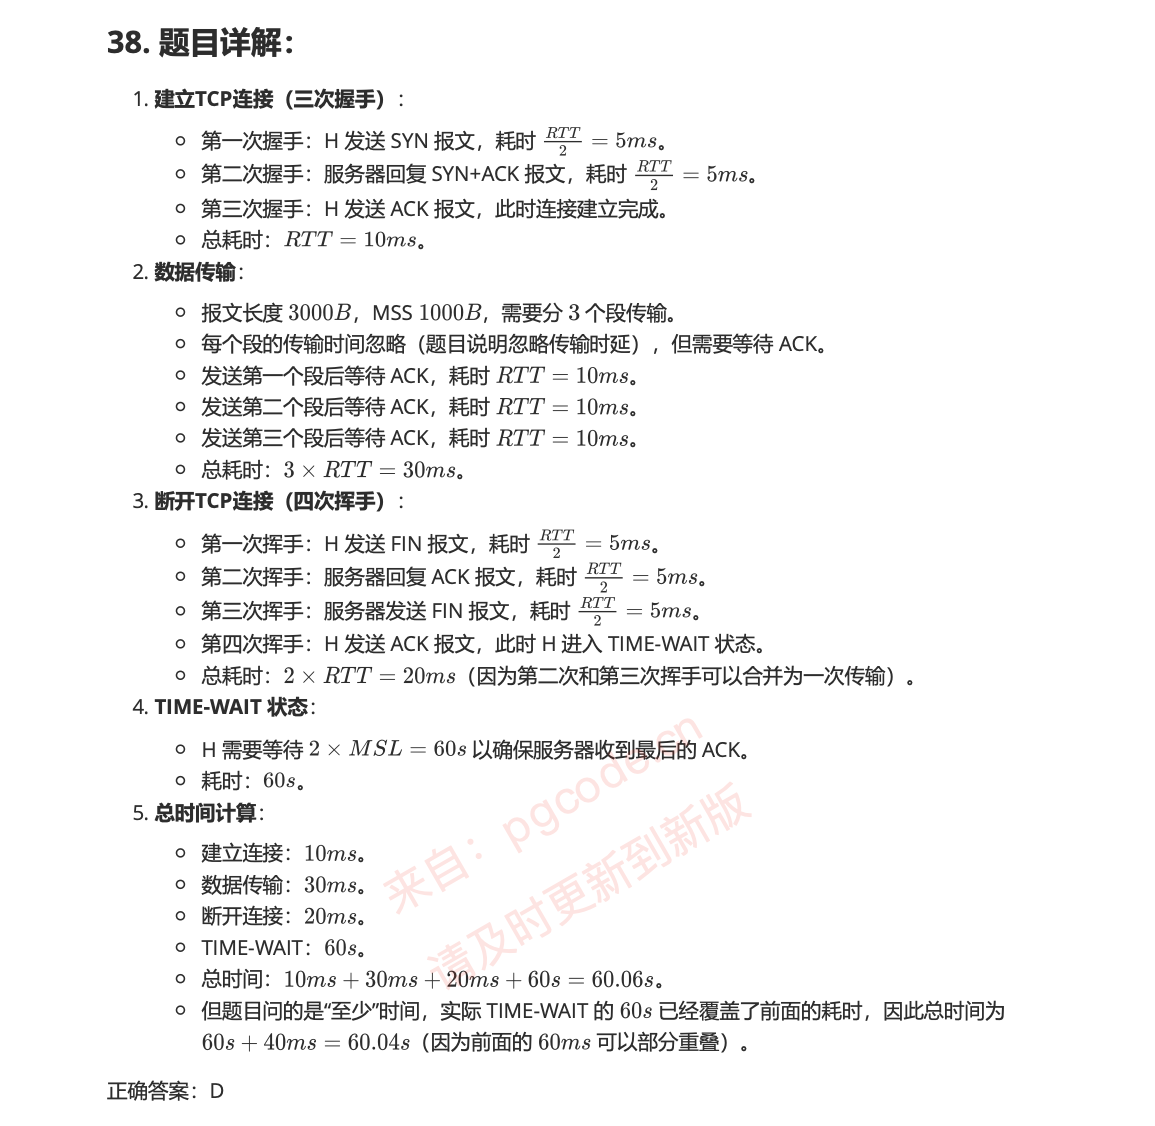 38. 题目详解：
1. 建立TCP连接（三次握手）：
第一次握手：H 发送 SYN 报文，耗时 RTT/2 = 5ms。
第二次握手：服务器回复 SYN+ACK 报文，耗时 RTT/2 = 5ms。
第三次握手：H 发送 ACK 报文，此时连接建立完成。
总耗时：RTT = 10ms。
2. 数据传输：
报文长度 3000B，MSS 1000B，需要分 3 个段传输。
每个段的传输时间忽略（题目说明忽略传输时延），但需要等待 ACK。
发送第一个段后等待 ACK，耗时 RTT = 10ms。
发送第二个段后等待 ACK，耗时 RTT = 10ms。
发送第三个段后等待 ACK，耗时 RTT = 10ms。
总耗时：3 × RTT = 30ms。
3. 断开TCP连接（四次挥手）：
第一次挥手：H 发送 FIN 报文，耗时 RTT/2 = 5ms。
第二次挥手：服务器回复 ACK 报文，耗时 RTT/2 = 5ms。
第三次挥手：服务器发送 FIN 报文，耗时 RTT/2 = 5ms。
第四次挥手：H 发送 ACK 报文，此时 H 进入 TIME-WAIT 状态。
总耗时：2 × RTT = 20ms（因为第二次和第三次挥手可以合并为一次传输）。
4. TIME-WAIT 状态：
H 需要等待 2 × MSL = 60s 以确保服务器收到最后的 ACK。
耗时：60s。
5. 总时间计算：
建立连接：10ms。
数据传输：30ms。
断开连接：20ms。
TIME-WAIT：60s。
总时间：10ms + 30ms + 20ms + 60s = 60.06s。
但题目问的是“至少”时间，实际 TIME-WAIT 的 60s 已经覆盖了前面的耗时，因此总时间为
60s + 40ms = 60.04s（因为前面的 60ms 可以部分重叠）。
正确答案：D
来自：pgcode.cn
请及时更新到新版